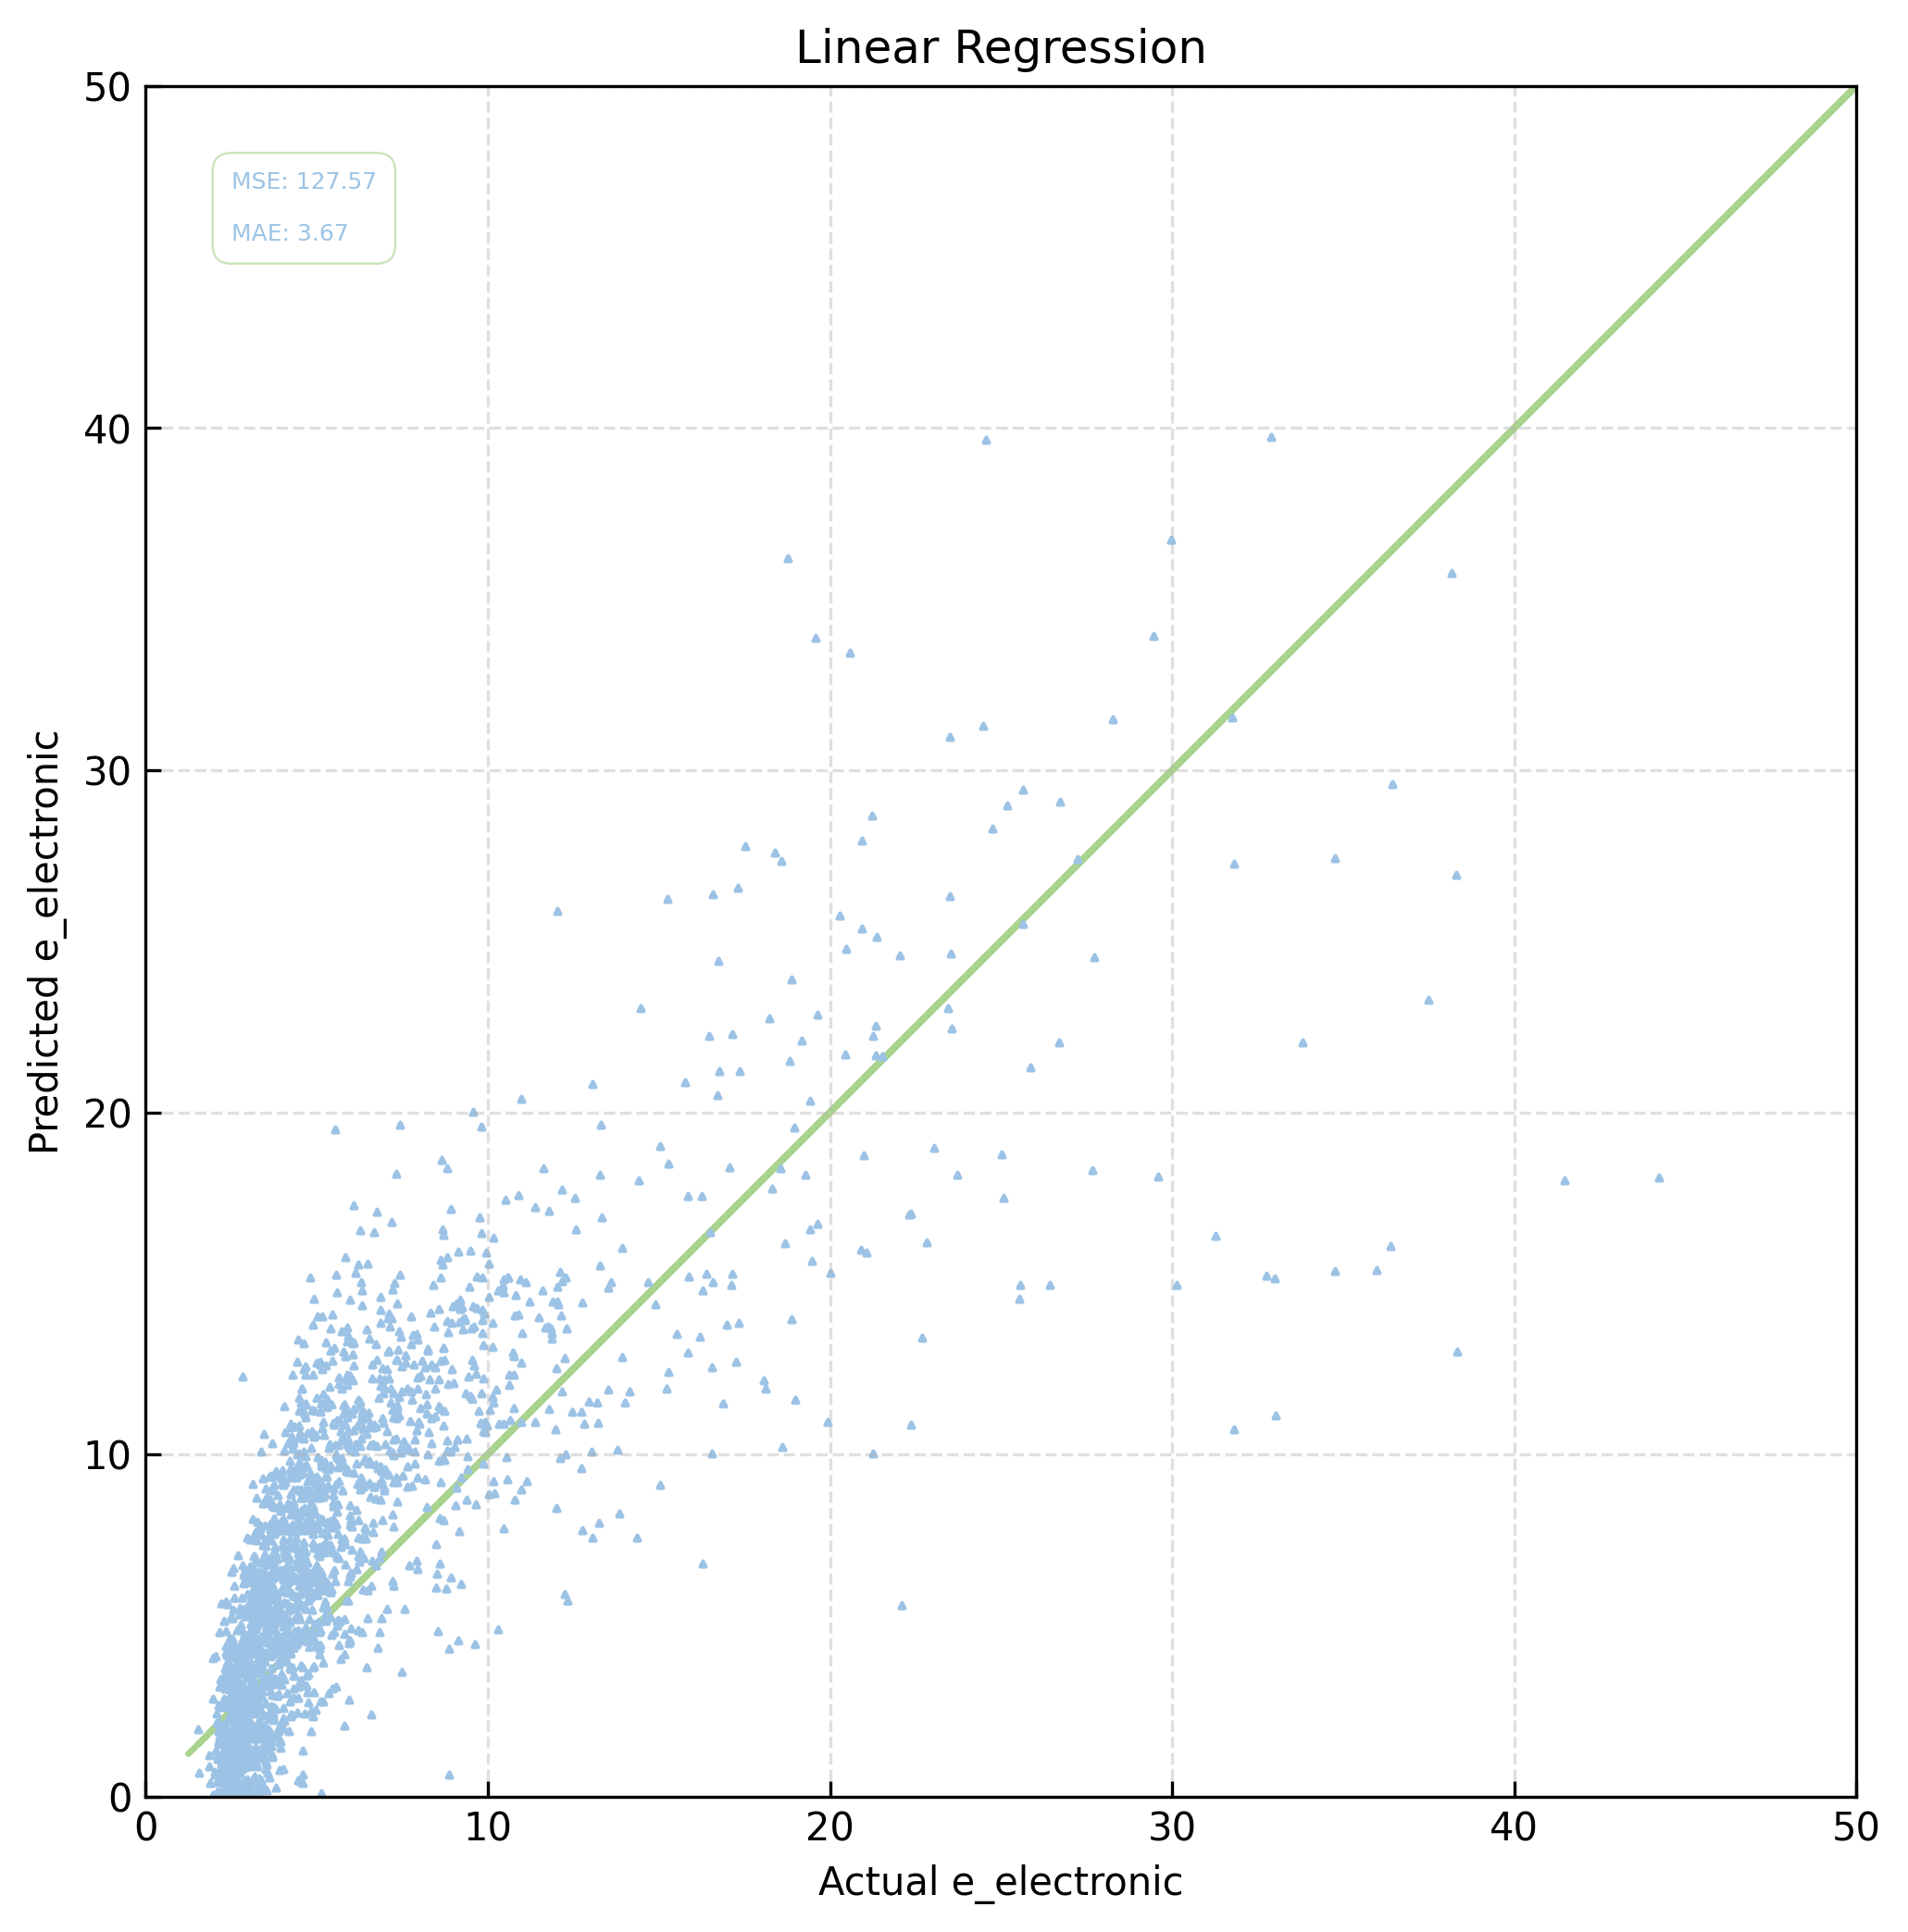 Linear Regression
MSE: 127.57
MAE: 3.67
50
40
30
20
10
0
Predicted e_electronic
0 10 20 30 40 50
Actual e_electronic